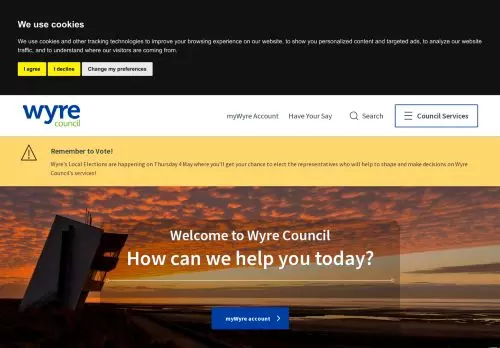 We use cookies
We use cookies and other tracking technologies to improve your browsing experience on our website, to show you personalized content and targeted ads, to analyze our website
traffic, and to understand where our visitors are coming from.
I agree I decline Change my preferences
wyre
council
myWyre Account Have Your Say Search Council Services
Remember to Vote!
Wyre's Local Elections are happening on Thursday 4 May where you'll get your chance to elect the representatives who will help to shape and make decisions on Wyre
Council's services!
Welcome to Wyre Council
How can we help you today?
myWyre account